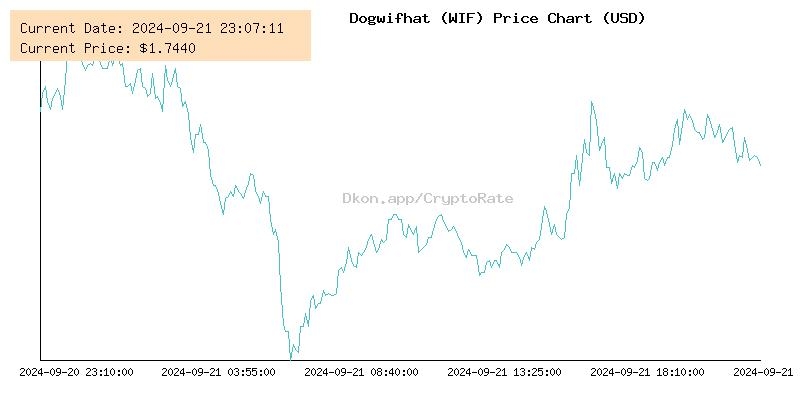 Dogwifhat (WIF) Price Chart (USD)
Current Date: 2024-09-21 23:07:11
Current Price: $1.7440
Dkon.app/CryptoRate
2024-09-20 23:10:00 2024-09-21 03:55:00 2024-09-21 08:40:00 2024-09-21 13:25:00 2024-09-21 18:10:00 2024-09-21